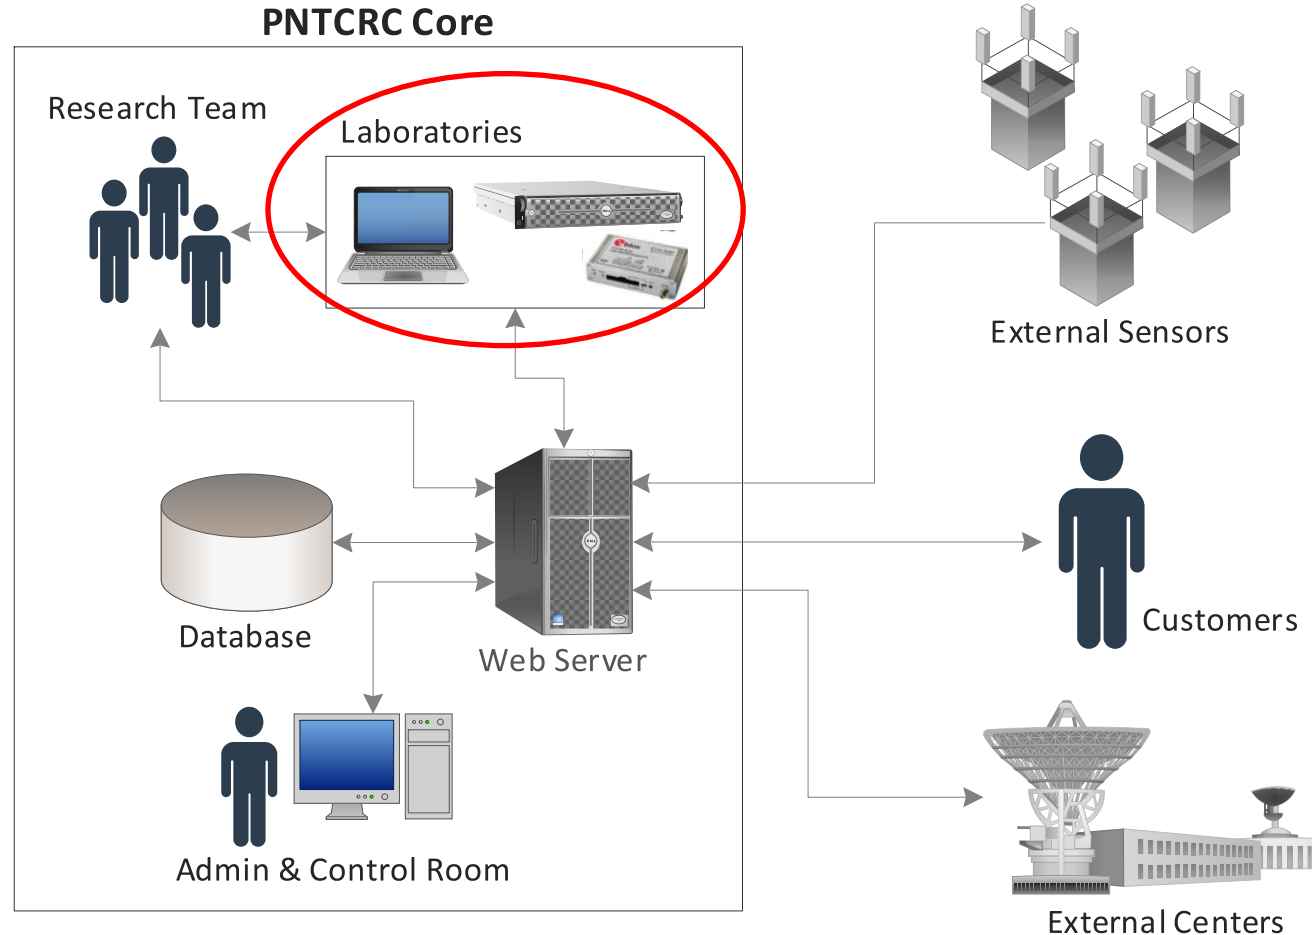 PNTCRC Core
Research Team
Laboratories
External Sensors
Customers
Database
Web Server
Admin & Control Room
External Centers